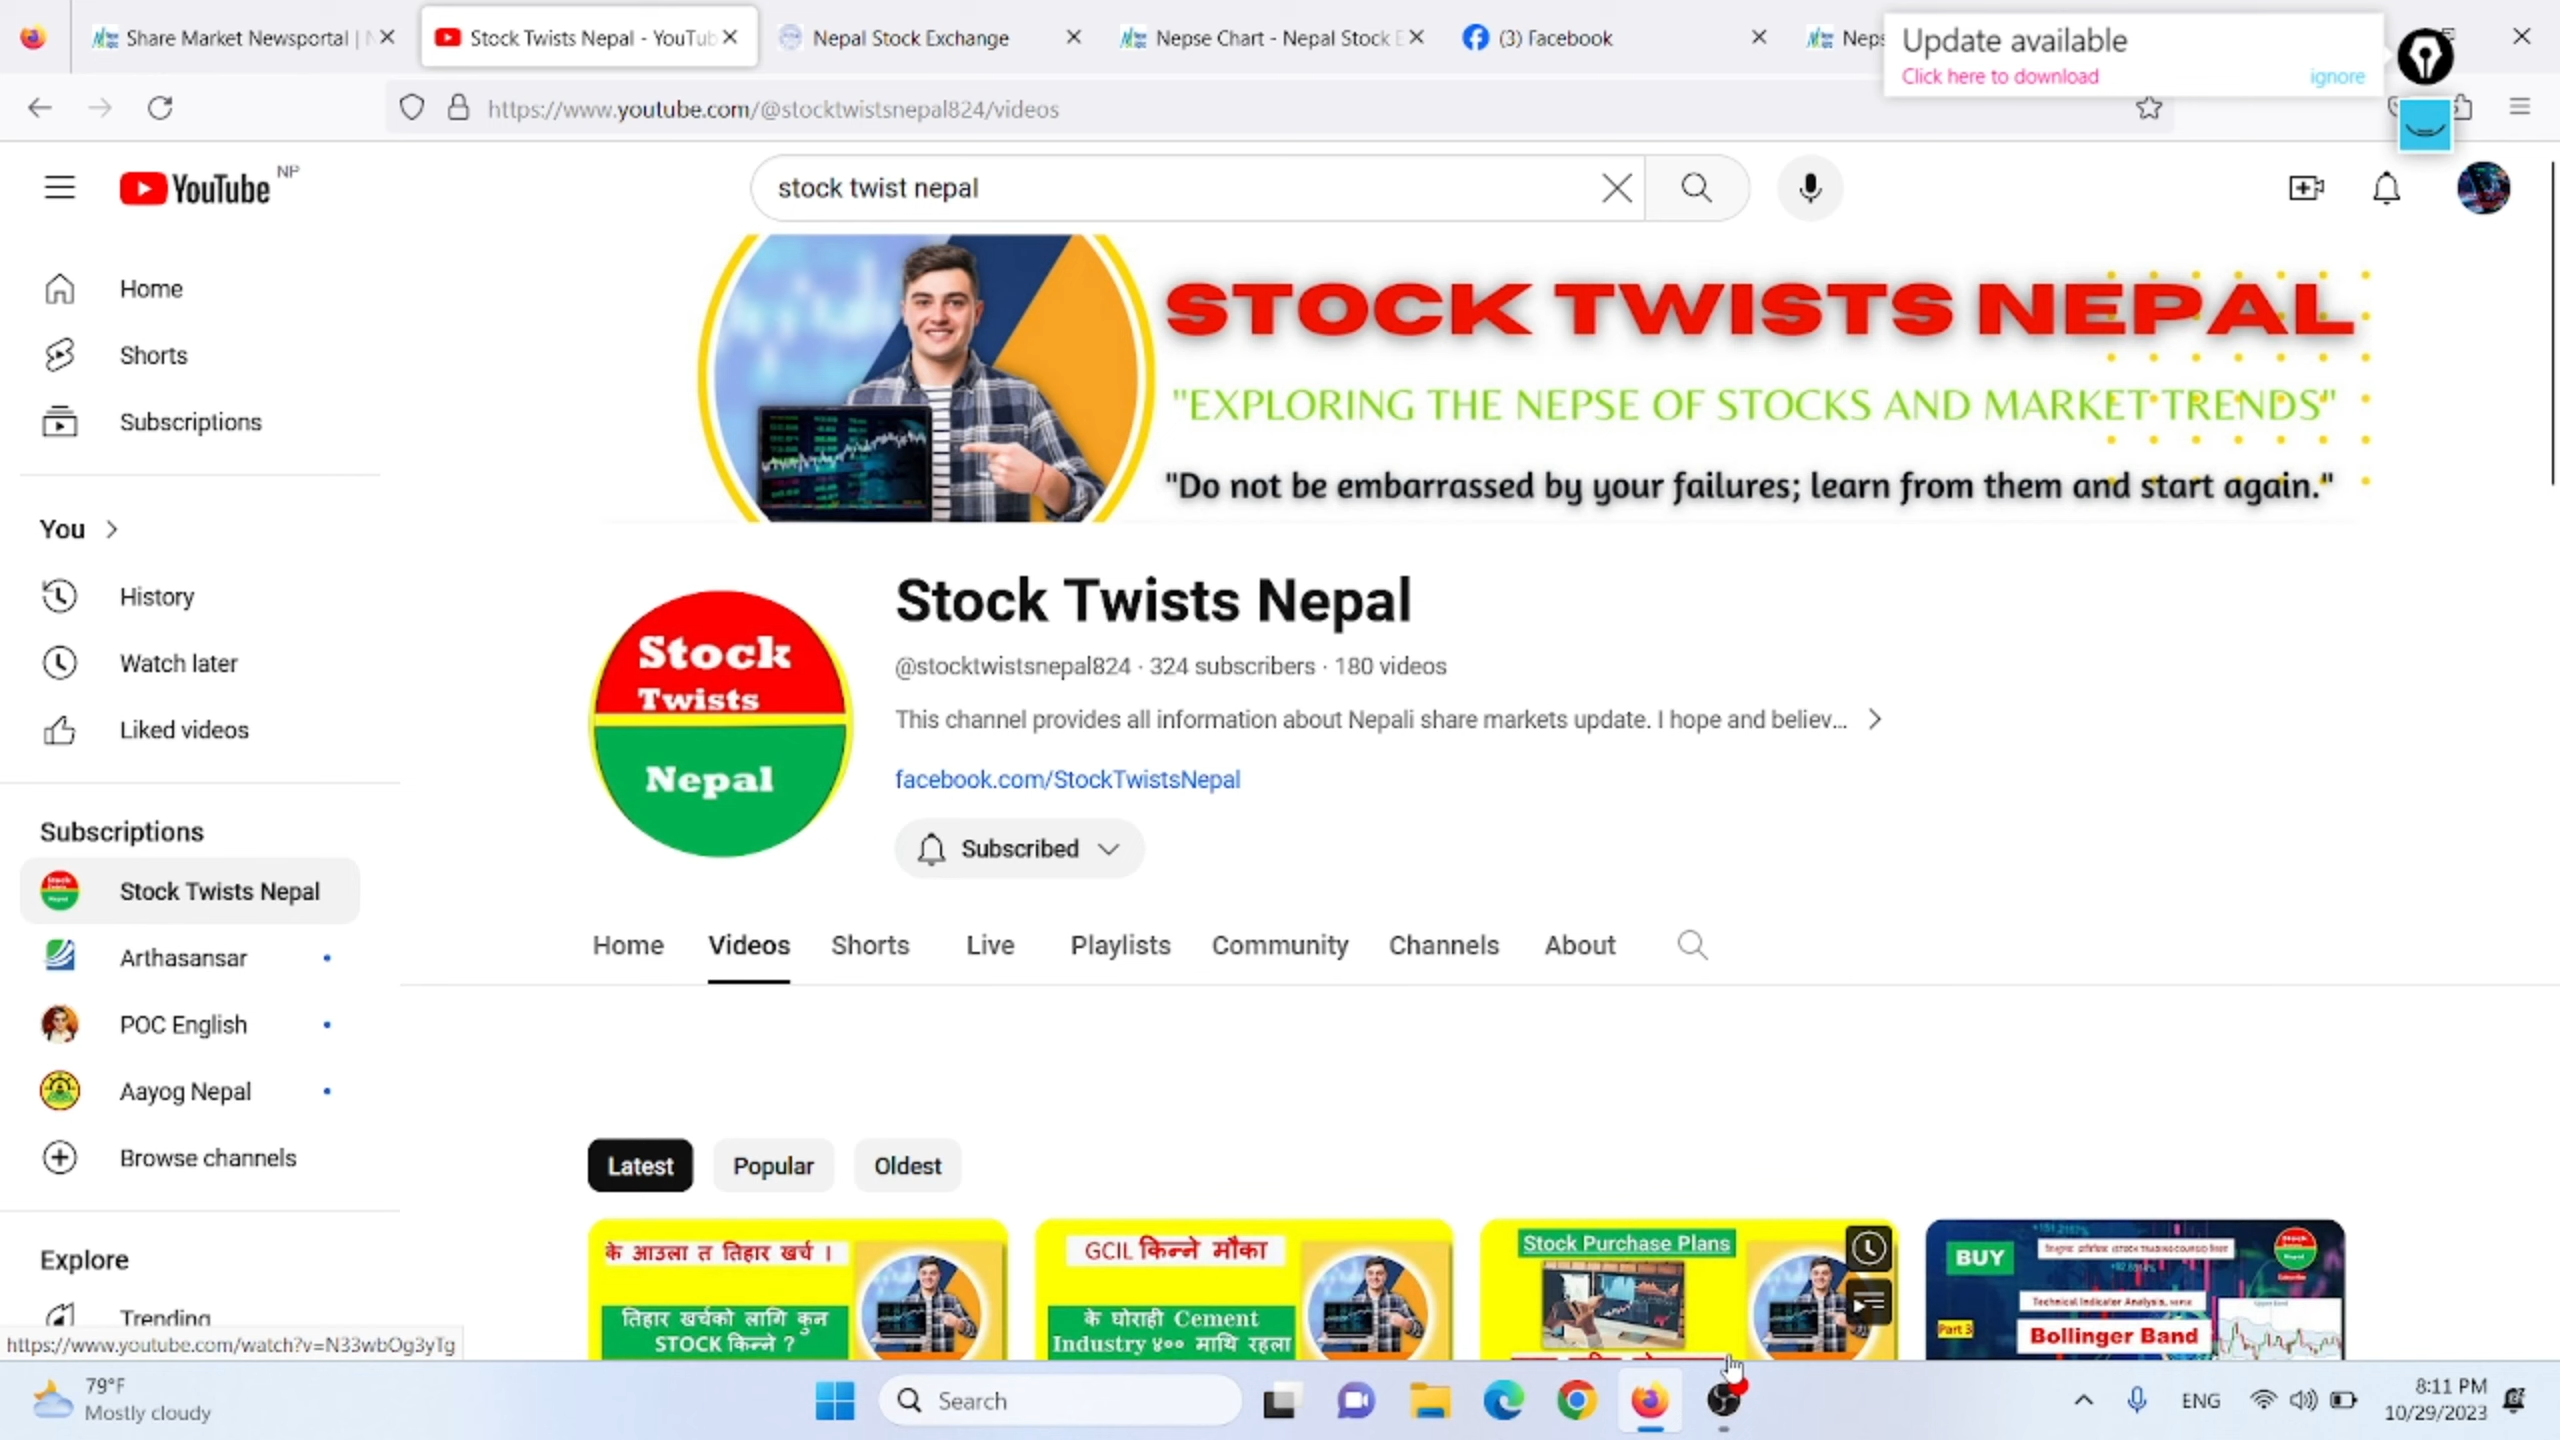 Share Market Newsportal |
Stock Twists Nepal - YouTub
Nepal Stock Exchange
Nepse Chart - Nepal Stock E
(3) Facebook
Neps
Update available
Click here to download
ignore
https://www.youtube.com/@stocktwistsnepal824/videos
YouTube NP
stock twist nepal
Home
Shorts
Subscriptions
You
History
Watch later
Liked videos
Subscriptions
Stock Twists Nepal
Arthasansar
POC English
Aayog Nepal
Browse channels
Explore
Trending
https://www.youtube.com/watch?v=N33wbOg3yTg
STOCK TWISTS NEPAL
"EXPLORING THE NEPSE OF STOCKS AND MARKET TRENDS"
"Do not be embarrassed by your failures; learn from them and start again."
Stock
Twists
Nepal
Stock Twists Nepal
@stocktwistsnepal824 · 324 subscribers · 180 videos
This channel provides all information about Nepali share markets update. I hope and believ...
facebook.com/StockTwistsNepal
Subscribed
Home Videos Shorts Live Playlists Community Channels About
Latest Popular Oldest
के आउला त तिहार खर्च ।
तिहार खर्चको लागि कुन
STOCK किन्ने ?
GCIL किन्ने मौका
के घोराही Cement
Industry ४०० माथि रहला
Stock Purchase Plans
BUY
Technical Indicator Analysis,
Part 3
Bollinger Band
79°F
Mostly cloudy
Search
ENG
8:11 PM
10/29/2023